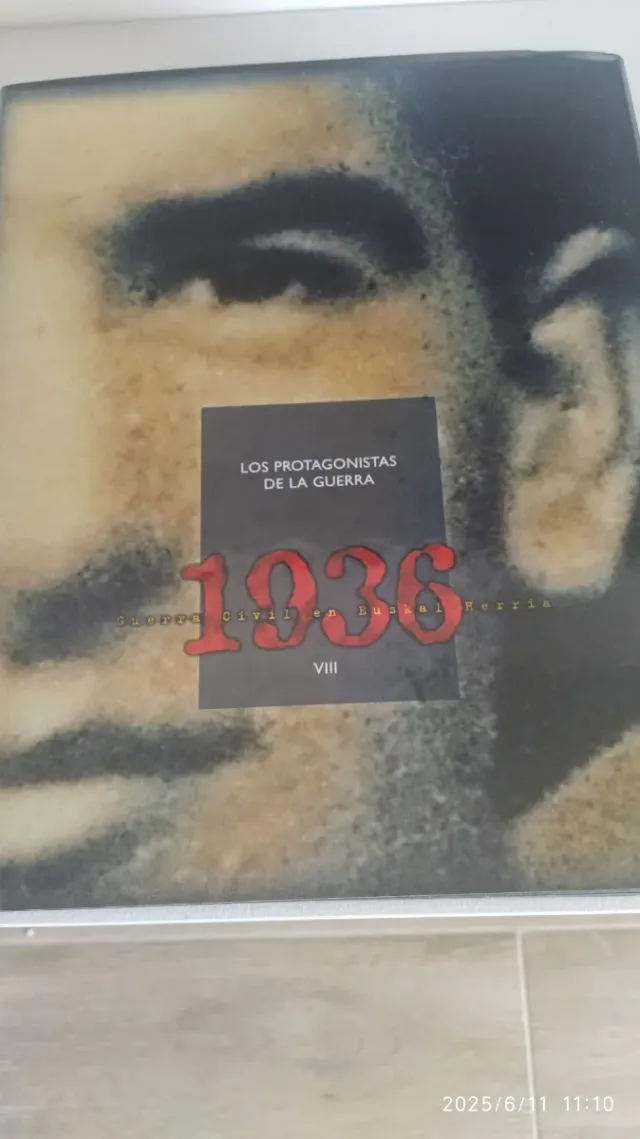 LOS PROTAGONISTAS
DE LA GUERRA
1936
Guerra Civil en Euskal Herria
VIII
2025/6/11 11:10